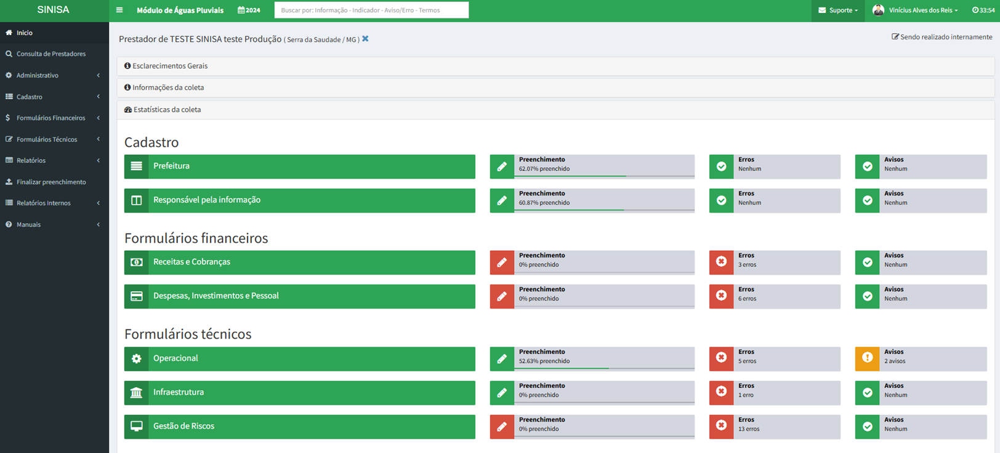 SINISA
Módulo de Águas Pluviais
2024
Buscar por: Informação - Indicador - Aviso/Erro - Termos
Suporte
Vinícius Alves dos Reis
33:54
Inicio
Consulta de Prestadores
Administrativo
Cadastro
Formulários Financeiros
Formulários Técnicos
Relatórios
Finalizar preenchimento
Relatórios Internos
Manuais
Prestador de TESTE SINISA teste Produção ( Serra da Saudade / MG )
Sendo realizado internamente
Esclarecimentos Gerais
Informações da coleta
Estatísticas da coleta
Cadastro
Prefeitura
Preenchimento
62.07% preenchido
Erros
Nenhum
Avisos
Nenhum
Responsável pela informação
Preenchimento
60.87% preenchido
Erros
Nenhum
Avisos
Nenhum
Formulários financeiros
Receitas e Cobranças
Preenchimento
0% preenchido
Erros
3 erros
Avisos
Nenhum
Despesas, Investimentos e Pessoal
Preenchimento
0% preenchido
Erros
6 erros
Avisos
Nenhum
Formulários técnicos
Operacional
Preenchimento
52.63% preenchido
Erros
5 erros
Avisos
2 avisos
Infraestrutura
Preenchimento
0% preenchido
Erros
1 erro
Avisos
Nenhum
Gestão de Riscos
Preenchimento
0% preenchido
Erros
13 erros
Avisos
Nenhum